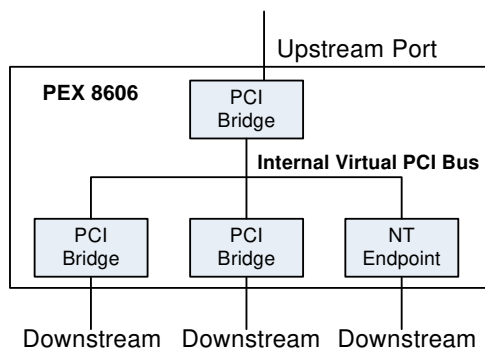 Upstream Port
PEX 8606
PCI
Bridge
Internal Virtual PCI Bus
PCI
Bridge
PCI
Bridge
NT
Endpoint
Downstream
Downstream
Downstream